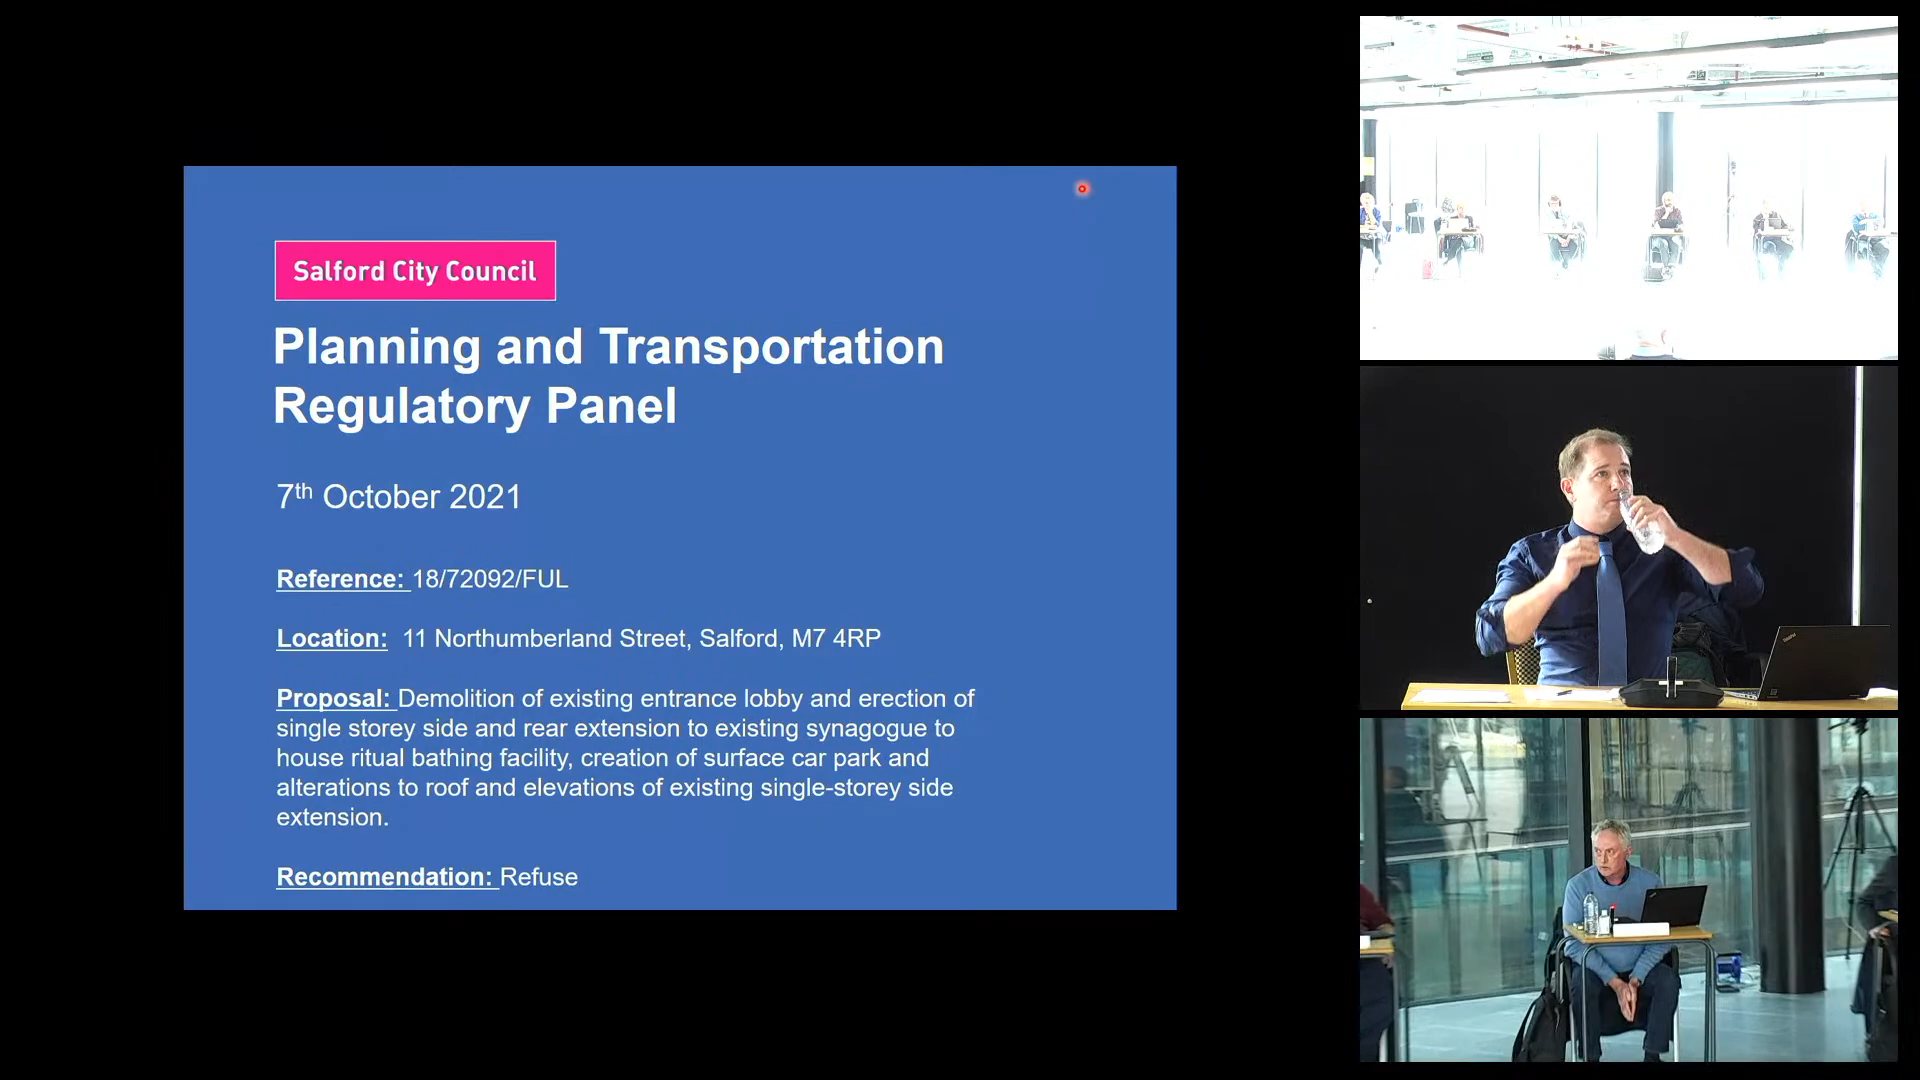 Salford City Council
Planning and Transportation
Regulatory Panel
7th October 2021
Reference: 18/72092/FUL
Location: 11 Northumberland Street, Salford, M7 4RP
Proposal: Demolition of existing entrance lobby and erection of
single storey side and rear extension to existing synagogue to
house ritual bathing facility, creation of surface car park and
alterations to roof and elevations of existing single-storey side
extension.
Recommendation: Refuse